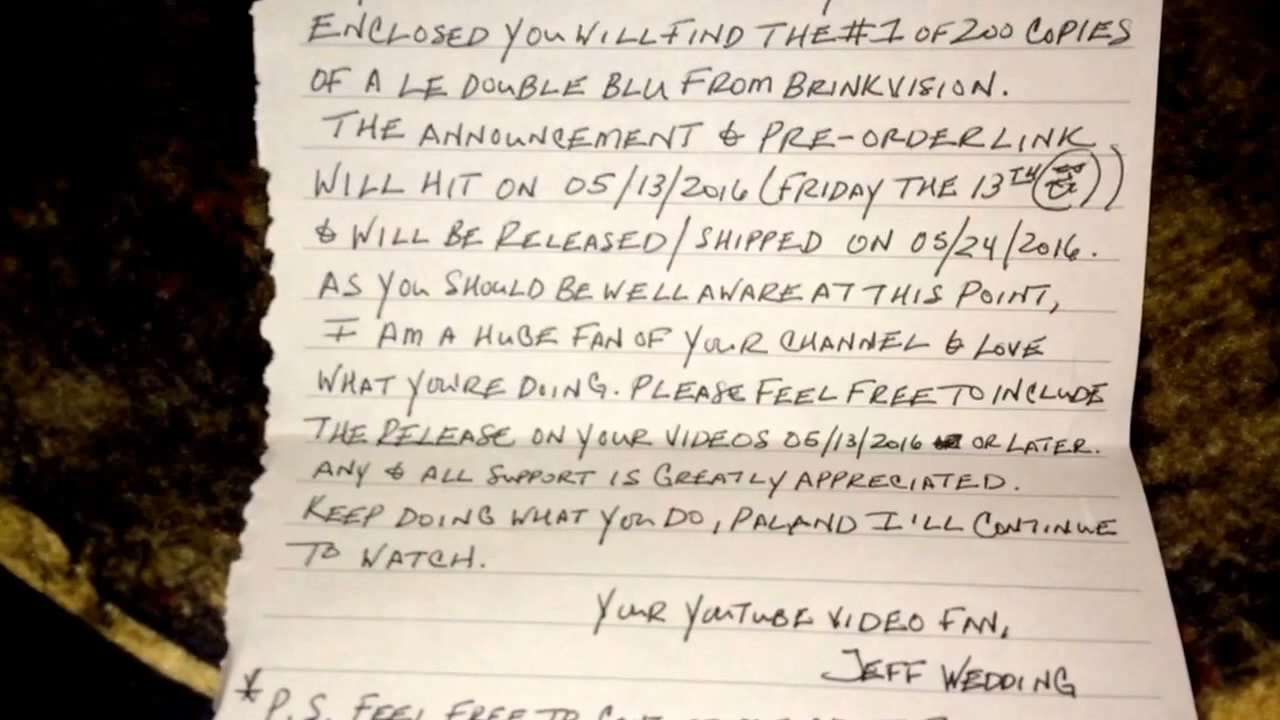 ENCLOSED YOU WILL FIND THE #1 OF 200 COPIES
OF A LE DOUBLE BLU FROM BRINKVISION.
THE ANNOUNCEMENT & PRE-ORDER LINK
WILL HIT ON 05/13/2016 (FRIDAY THE 13TH)
& WILL BE RELEASED/SHIPPED ON 05/24/2016.
AS YOU SHOULD BE WELL AWARE AT THIS POINT,
I AM A HUGE FAN OF YOUR CHANNEL & LOVE
WHAT YOU'RE DOING. PLEASE FEEL FREE TO INCLUDE
THE RELEASE ON YOUR VIDEOS 05/13/2016 OR LATER.
ANY & ALL SUPPORT IS GREATLY APPRECIATED.
KEEP DOING WHAT YOU DO, PAL AND I'LL CONTINUE
TO WATCH.
YOUR YOUTUBE VIDEO FAN,
JEFF WEDDING
*P.S. FEEL FREE TO